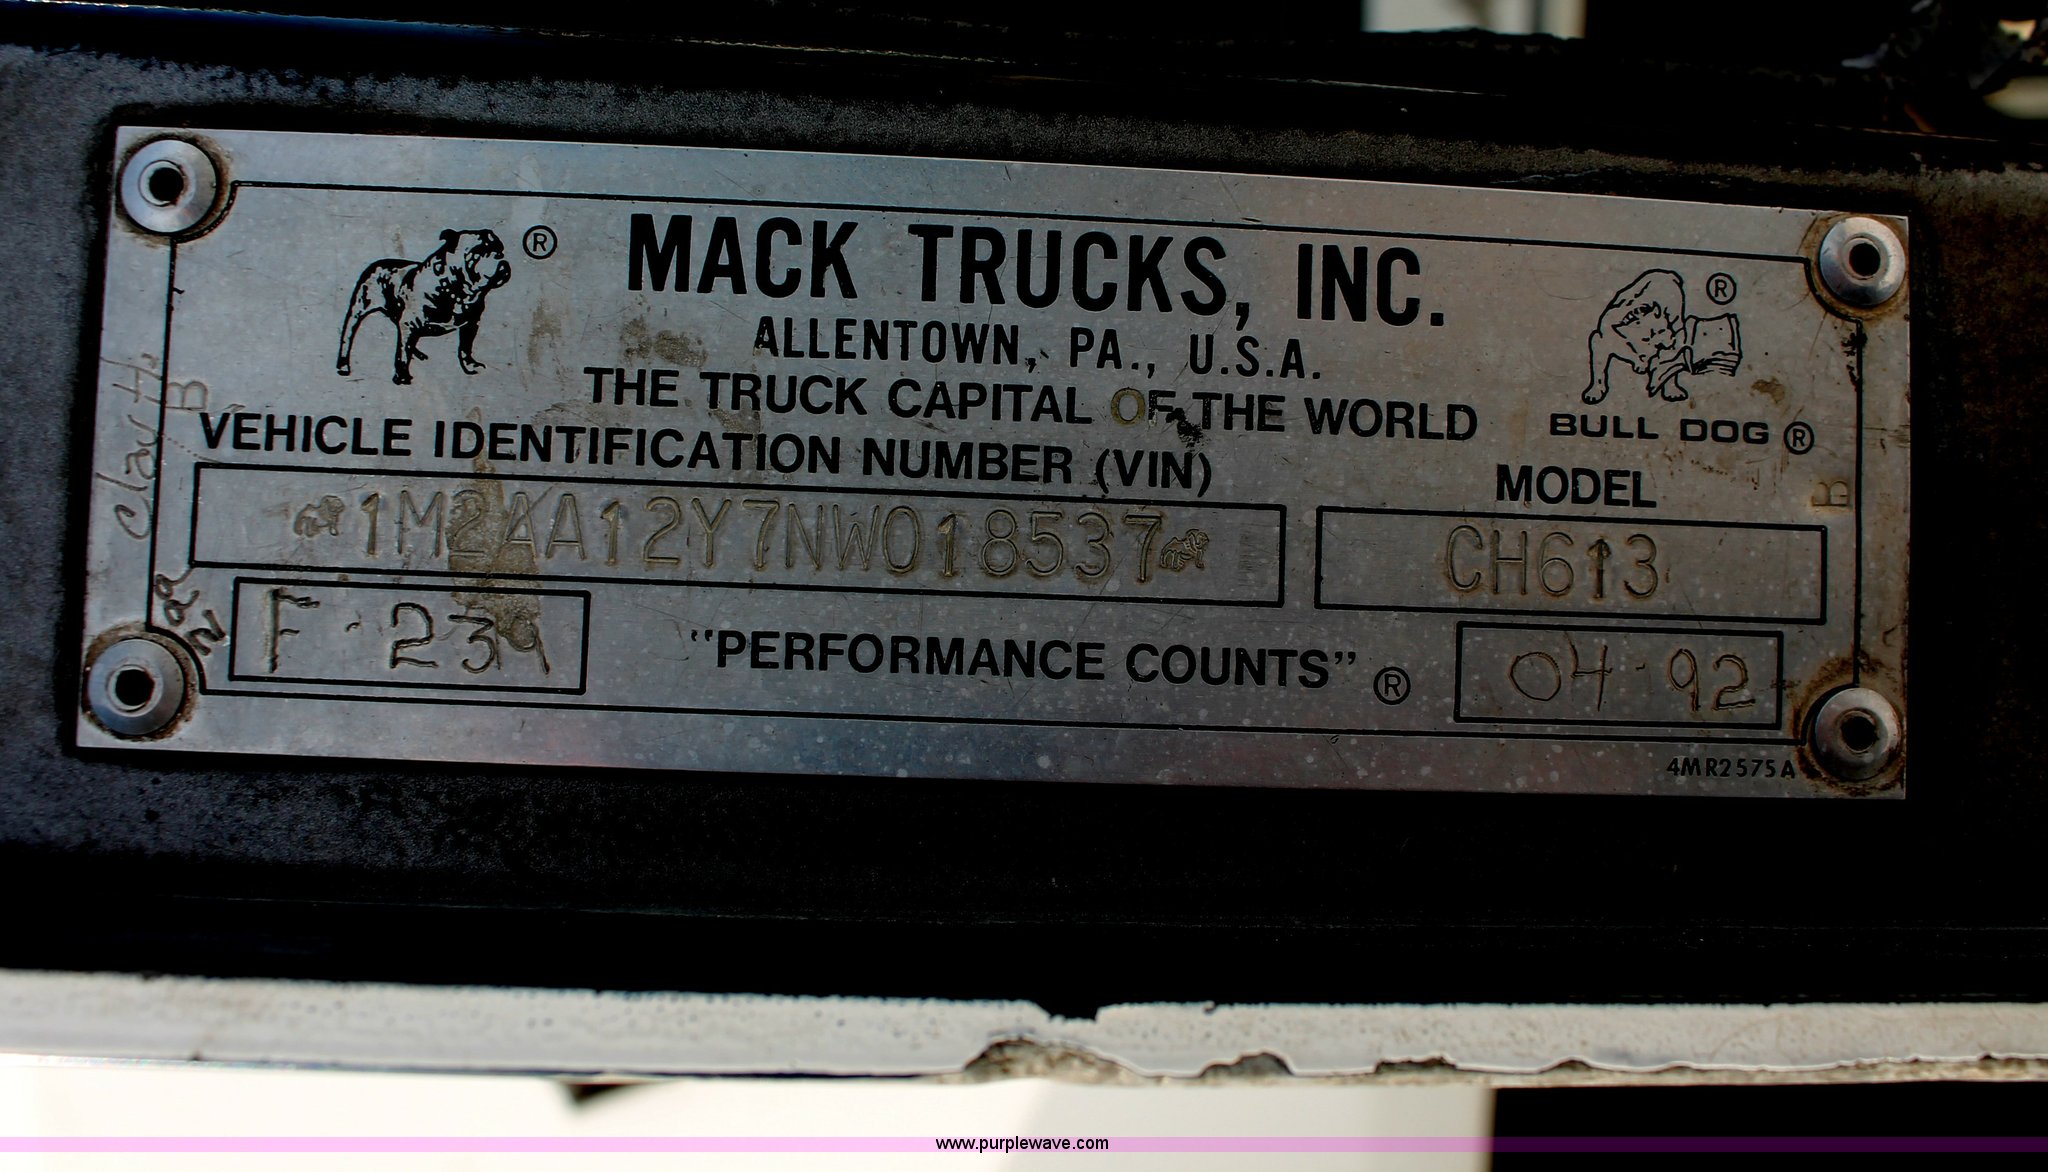 MACK TRUCKS, INC.
ALLENTOWN, PA., U.S.A.
THE TRUCK CAPITAL OF THE WORLD
®
BULL DOG ®
®
VEHICLE IDENTIFICATION NUMBER (VIN)
MODEL
1M2AA12Y7NW018537
CH613
F-239
"PERFORMANCE COUNTS" ®
04-92
4MR2575A
B
B
www.purplewave.com